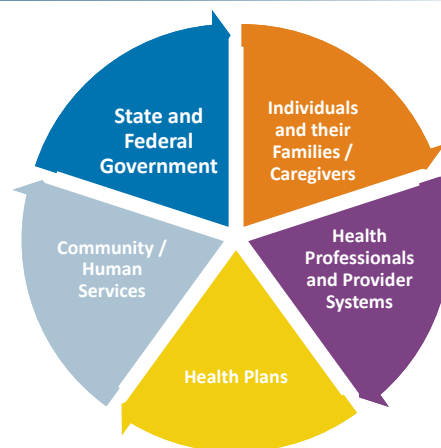 State and
Federal
Government
Individuals
and their
Families /
Caregivers
Health
Professionals
and Provider
Systems
Health Plans
Community /
Human
Services